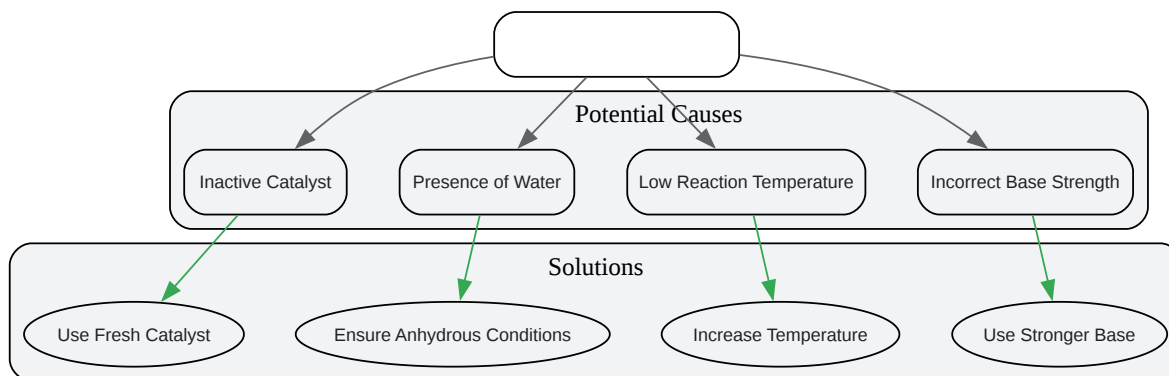 Potential Causes
Inactive Catalyst
Presence of Water
Low Reaction Temperature
Incorrect Base Strength
Solutions
Use Fresh Catalyst
Ensure Anhydrous Conditions
Increase Temperature
Use Stronger Base